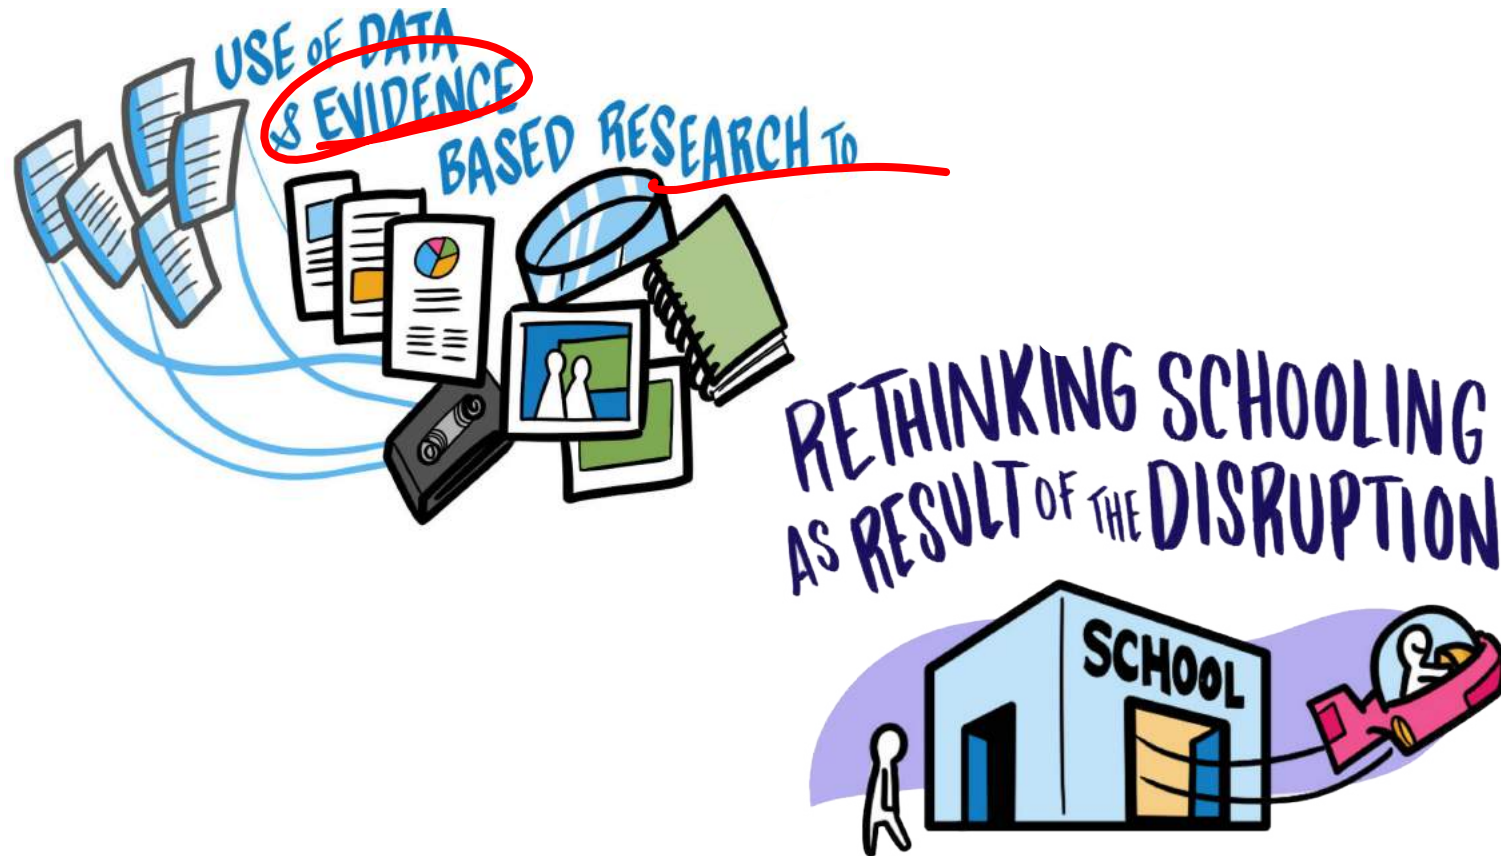 USE OF DATA
& EVIDENCE
BASED RESEARCH TO
RETHINKING SCHOOLING
AS RESULT OF THE DISRUPTION
SCHOOL